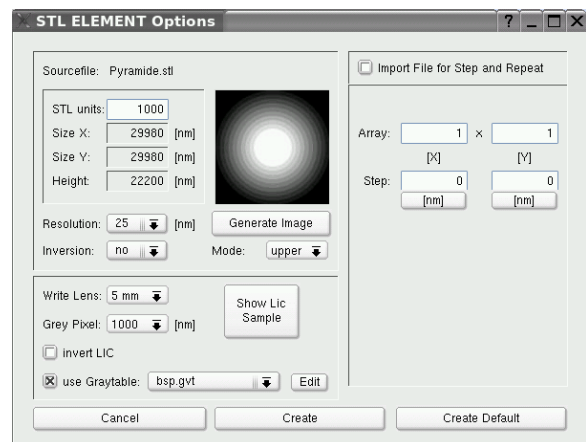 STL ELEMENT Options
Sourcefile: Pyramide.stl
STL units: 1000
Size X: 29980 [nm]
Size Y: 29980 [nm]
Height: 22200 [nm]
Resolution: 25 [nm] Generate Image
Inversion: no Mode: upper
Write Lens: 5 mm Show Lic Sample
Grey Pixel: 1000 [nm]
invert LIC
use Graytable: bsp.gvt Edit
Import File for Step and Repeat
Array: 1 × 1
[X] [Y]
Step: 0 0
[nm] [nm]
Cancel Create Create Default